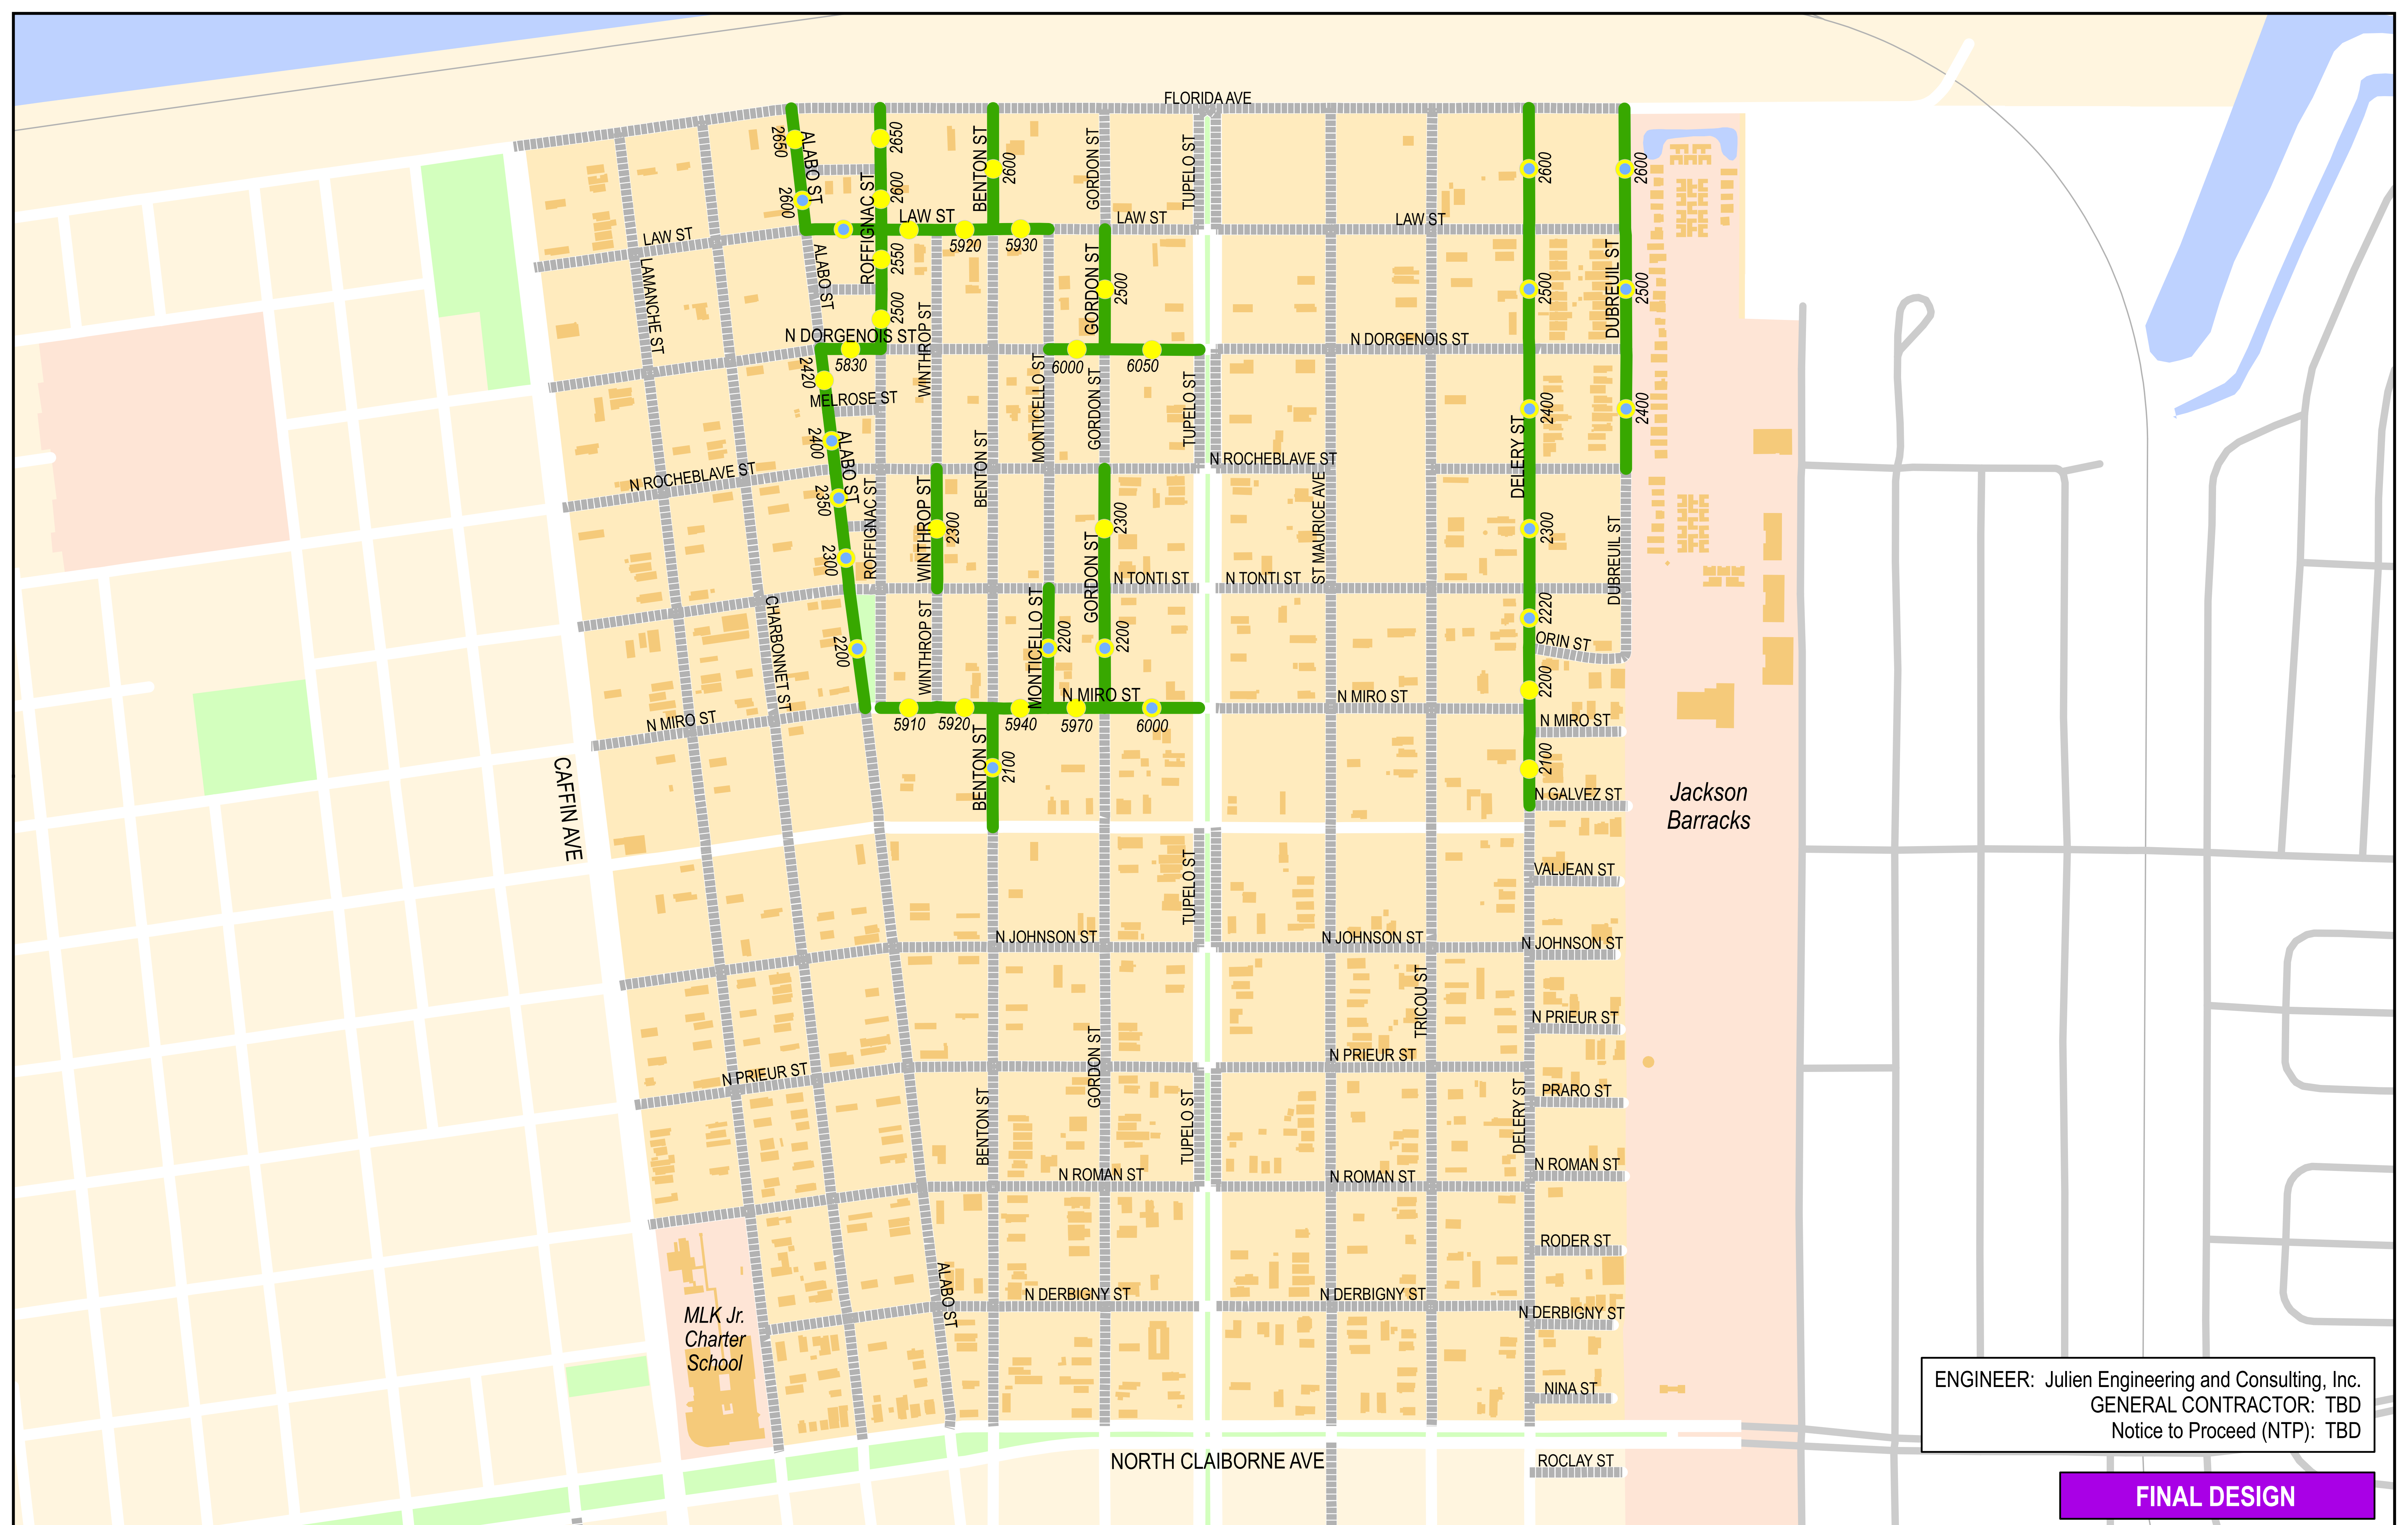 FLORIDA AVE
2650
ALABO ST
2600
2650
2600
ROFFIGNAC ST
BENTON ST
2600
GORDON ST
TUPELO ST
2600
2600
LAW ST
LAW ST
LAW ST
LAW ST
5920
5930
LAMANCHE ST
ALABO ST
2550
2500
WINTHROP ST
GORDON ST
2500
2500
DUBREUIL ST
2500
N DORGENOIS ST
5830
N DORGENOIS ST
6000
6050
2420
MELROSE ST
MONTICELLO ST
GORDON ST
TUPELO ST
2400
2400
2400
ALABO ST
2350
DELERY ST
N ROCHEBLAVE ST
N ROCHEBLAVE ST
BENTON ST
ST MAURICE AVE
2300
ROFFIGNAC ST
WINTHROP ST
2300
GORDON ST
2300
2300
DUBREUIL ST
N TONTI ST
N TONTI ST
CHARBONNET ST
2200
WINTHROP ST
MONTICELLO ST
2200
2200
2220
ORIN ST
2200
N MIRO ST
N MIRO ST
N MIRO ST
N MIRO ST
5910
5920
5940
5970
6000
CAFFIN AVE
BENTON ST
2100
2100
N GALVEZ ST
Jackson
Barracks
TUPELO ST
VALJEAN ST
N JOHNSON ST
N JOHNSON ST
N JOHNSON ST
TRICOU ST
N PRIEUR ST
N PRIEUR ST
N PRIEUR ST
GORDON ST
BENTON ST
TUPELO ST
DELERY ST
PRARO ST
N ROMAN ST
N ROMAN ST
N ROMAN ST
RODER ST
ALABO ST
N DERBIGNY ST
N DERBIGNY ST
N DERBIGNY ST
MLK Jr.
Charter
School
NINA ST
NORTH CLAIBORNE AVE
ROCLAY ST
ENGINEER: Julien Engineering and Consulting, Inc.
GENERAL CONTRACTOR: TBD
Notice to Proceed (NTP): TBD
FINAL DESIGN